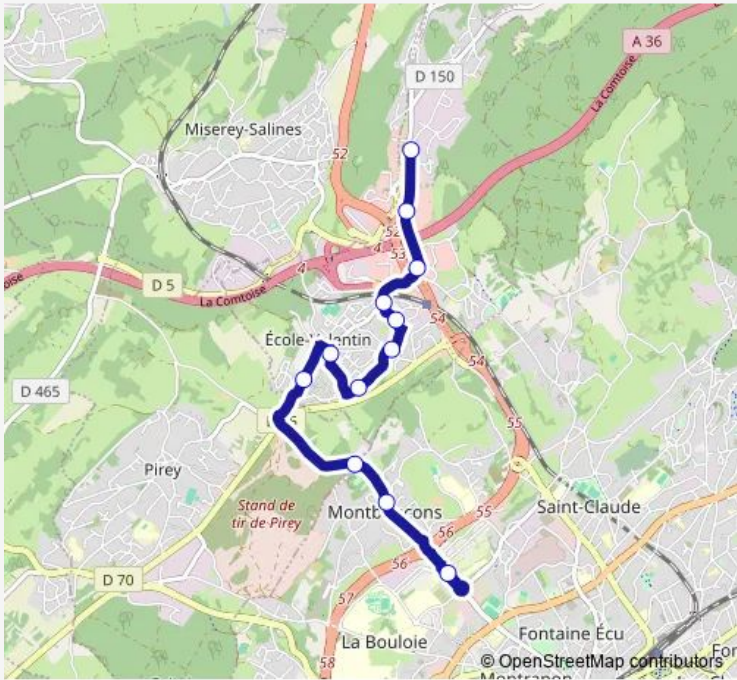 A 36
D 150
La Comtoise
Miserey-Salines
52
52
53
4
4
D 5
La Comtoise
54
École-Valentin
54
D 465
55
Pirey
Stand de
tir de Pirey
Montboucons
55
Saint-Claude
56
56
D 70
57
La Bouloie
Fontaine Écu
58
© OpenStreetMap contributors
Montrapon